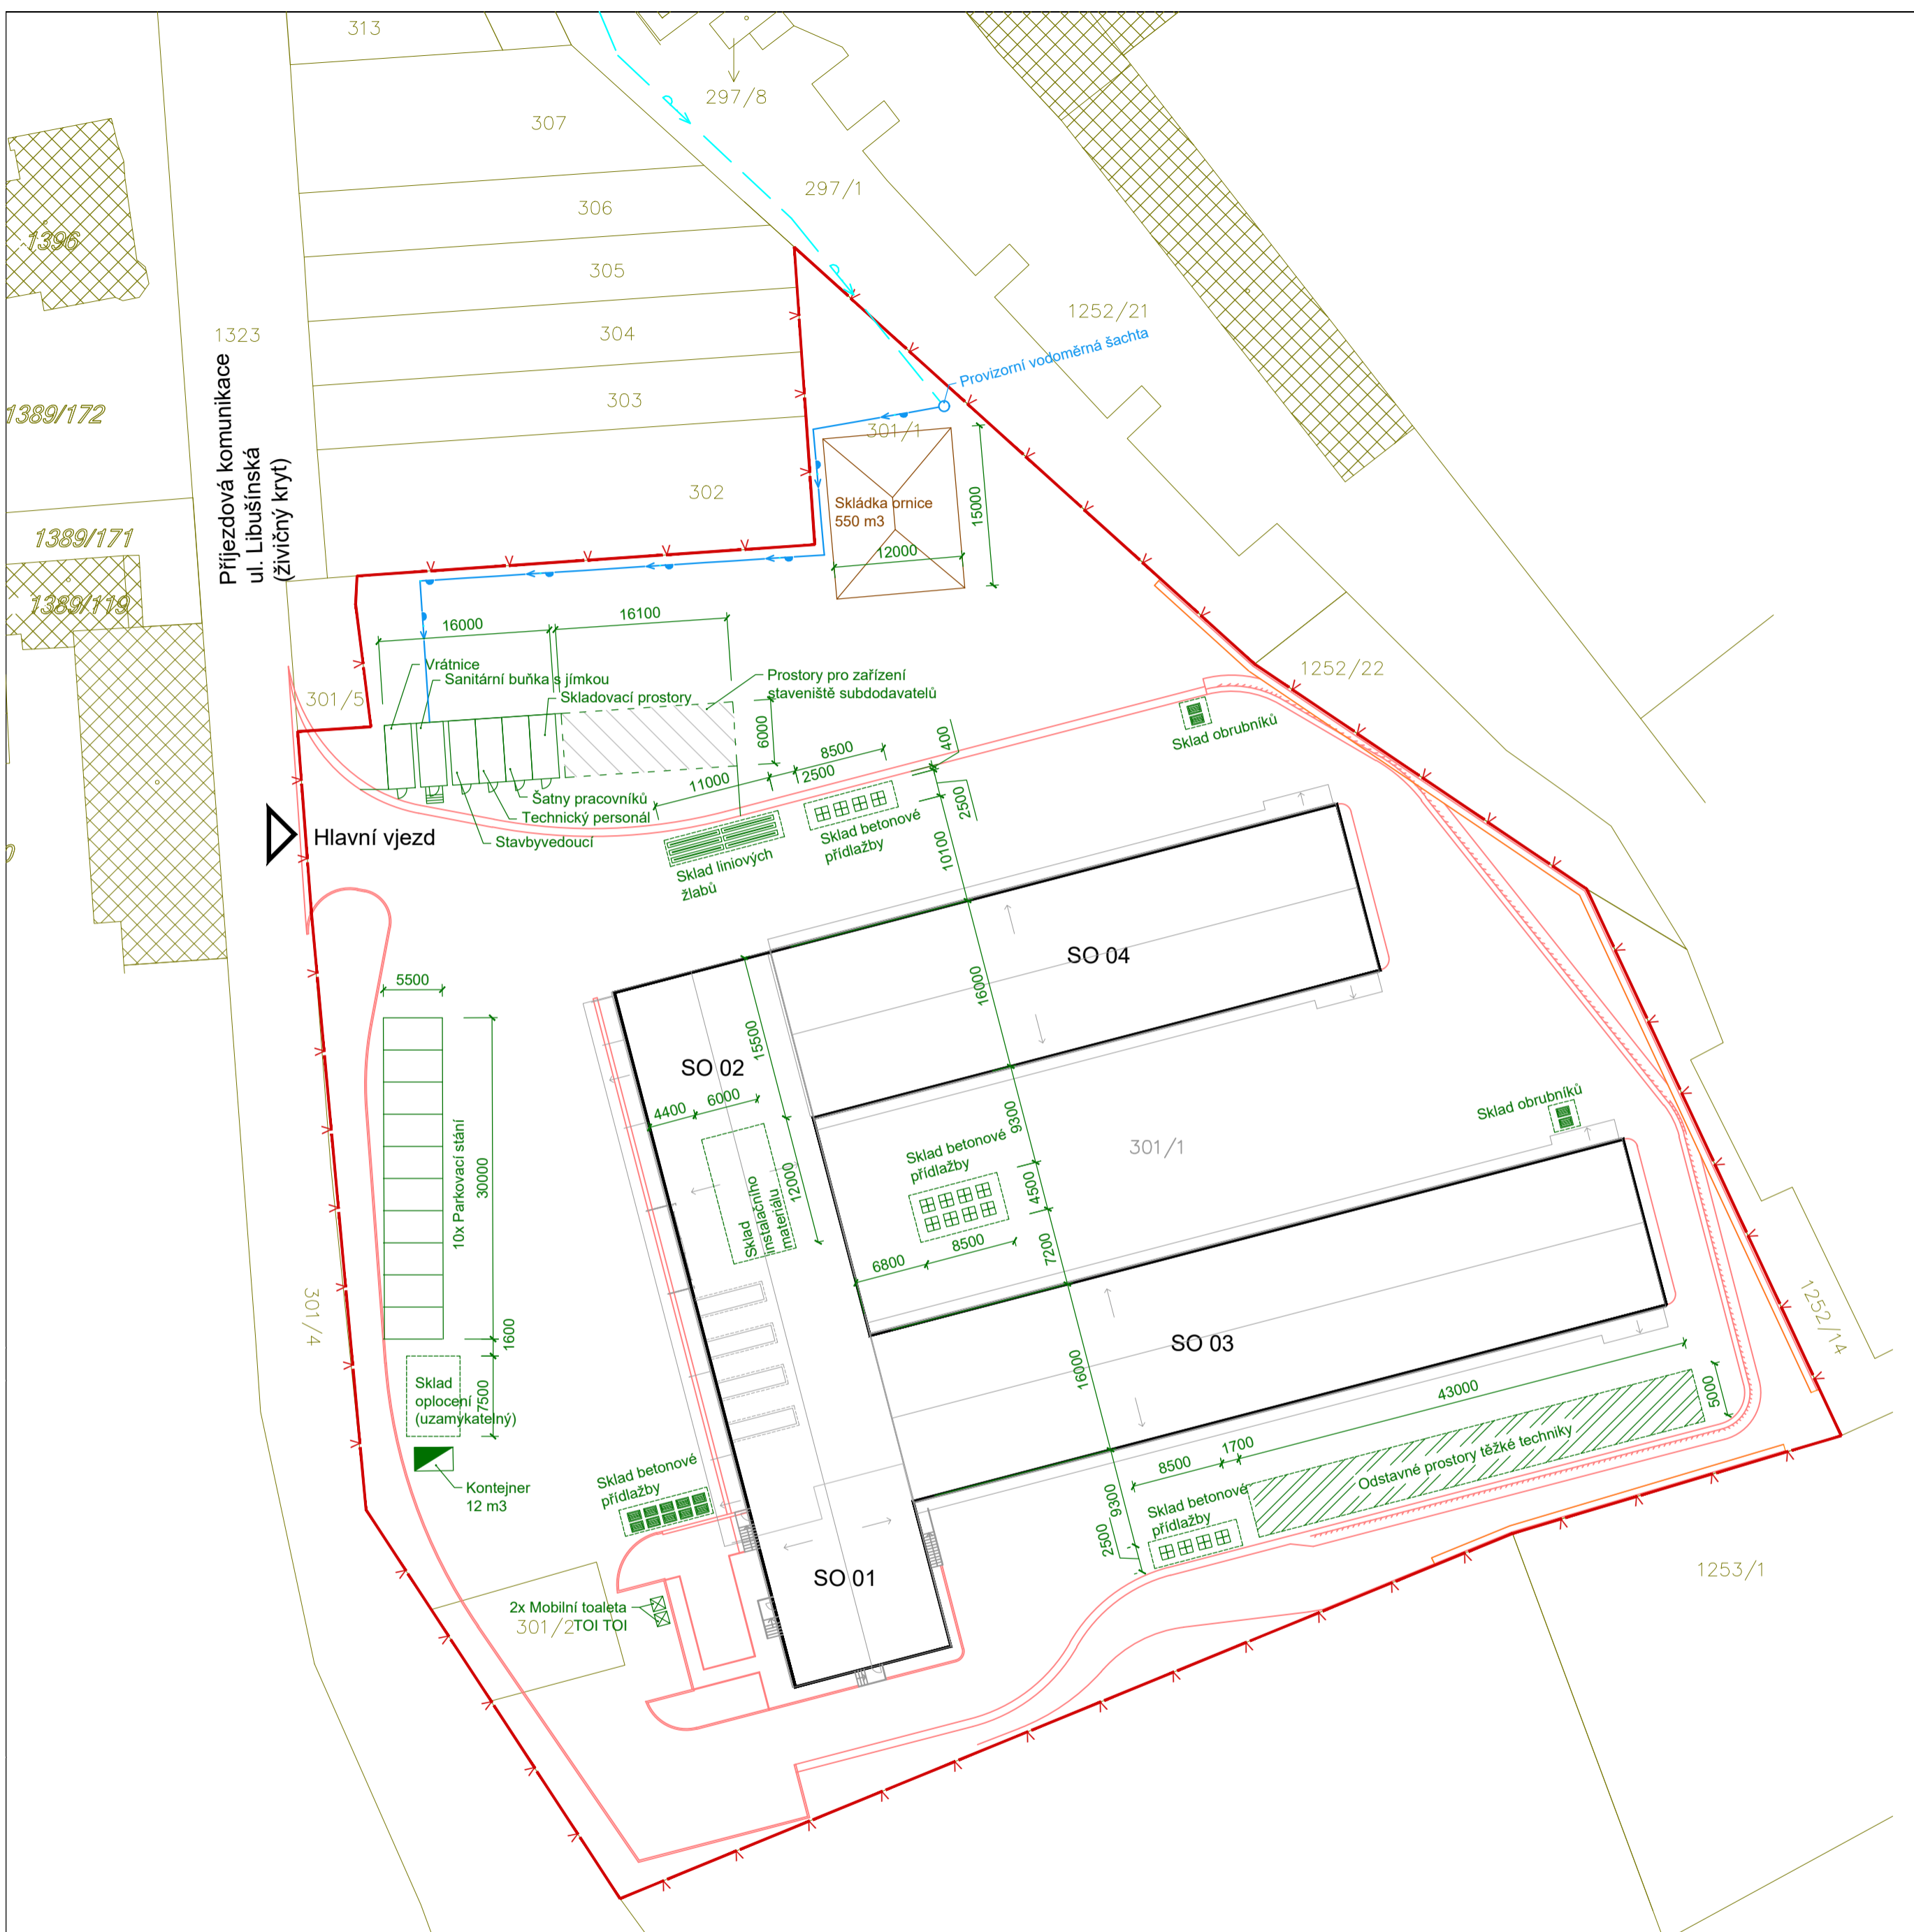 313
307
297/8
306
297/1
1396
305
1323
304
1252/21
Provizorní vodoměrná šachta
303
301/1
1389/172
302
Příjezdová komunikace
ul. Libušínská
(živičný kryt)
Skládka ornice
550 m3
15000
12000
1389/171
1389/119
16000
16100
Vrátnice
Sanitární buňka s jímkou
Skladovací prostory
Prostory pro zařízení
staveniště subdodavatelů
1252/22
301/5
6000
400
8500
11000
2500
2500
10100
Sklad obrubníků
Šatny pracovníků
Technický personál
Stavbyvedoucí
Hlavní vjezd
Sklad liniových
žlabů
Sklad betonové
přídlažby
SO 04
16000
5500
15500
SO 02
4400
6000
10x Parkovací stání
30000
Sklad
instalačního
materiálu
12000
9300
Sklad betonové
přídlažby
301/1
4500
7200
6800
8500
Sklad obrubníků
301/4
1600
7500
Sklad
oplocení
(uzamykatelný)
SO 03
16000
1252/14
43000
5000
Kontejner
12 m3
Sklad betonové
přídlažby
1700
8500
Odstavné prostory těžké techniky
9300
2500
Sklad betonové
přídlažby
1253/1
SO 01
2x Mobilní toaleta
TOI TOI
301/2